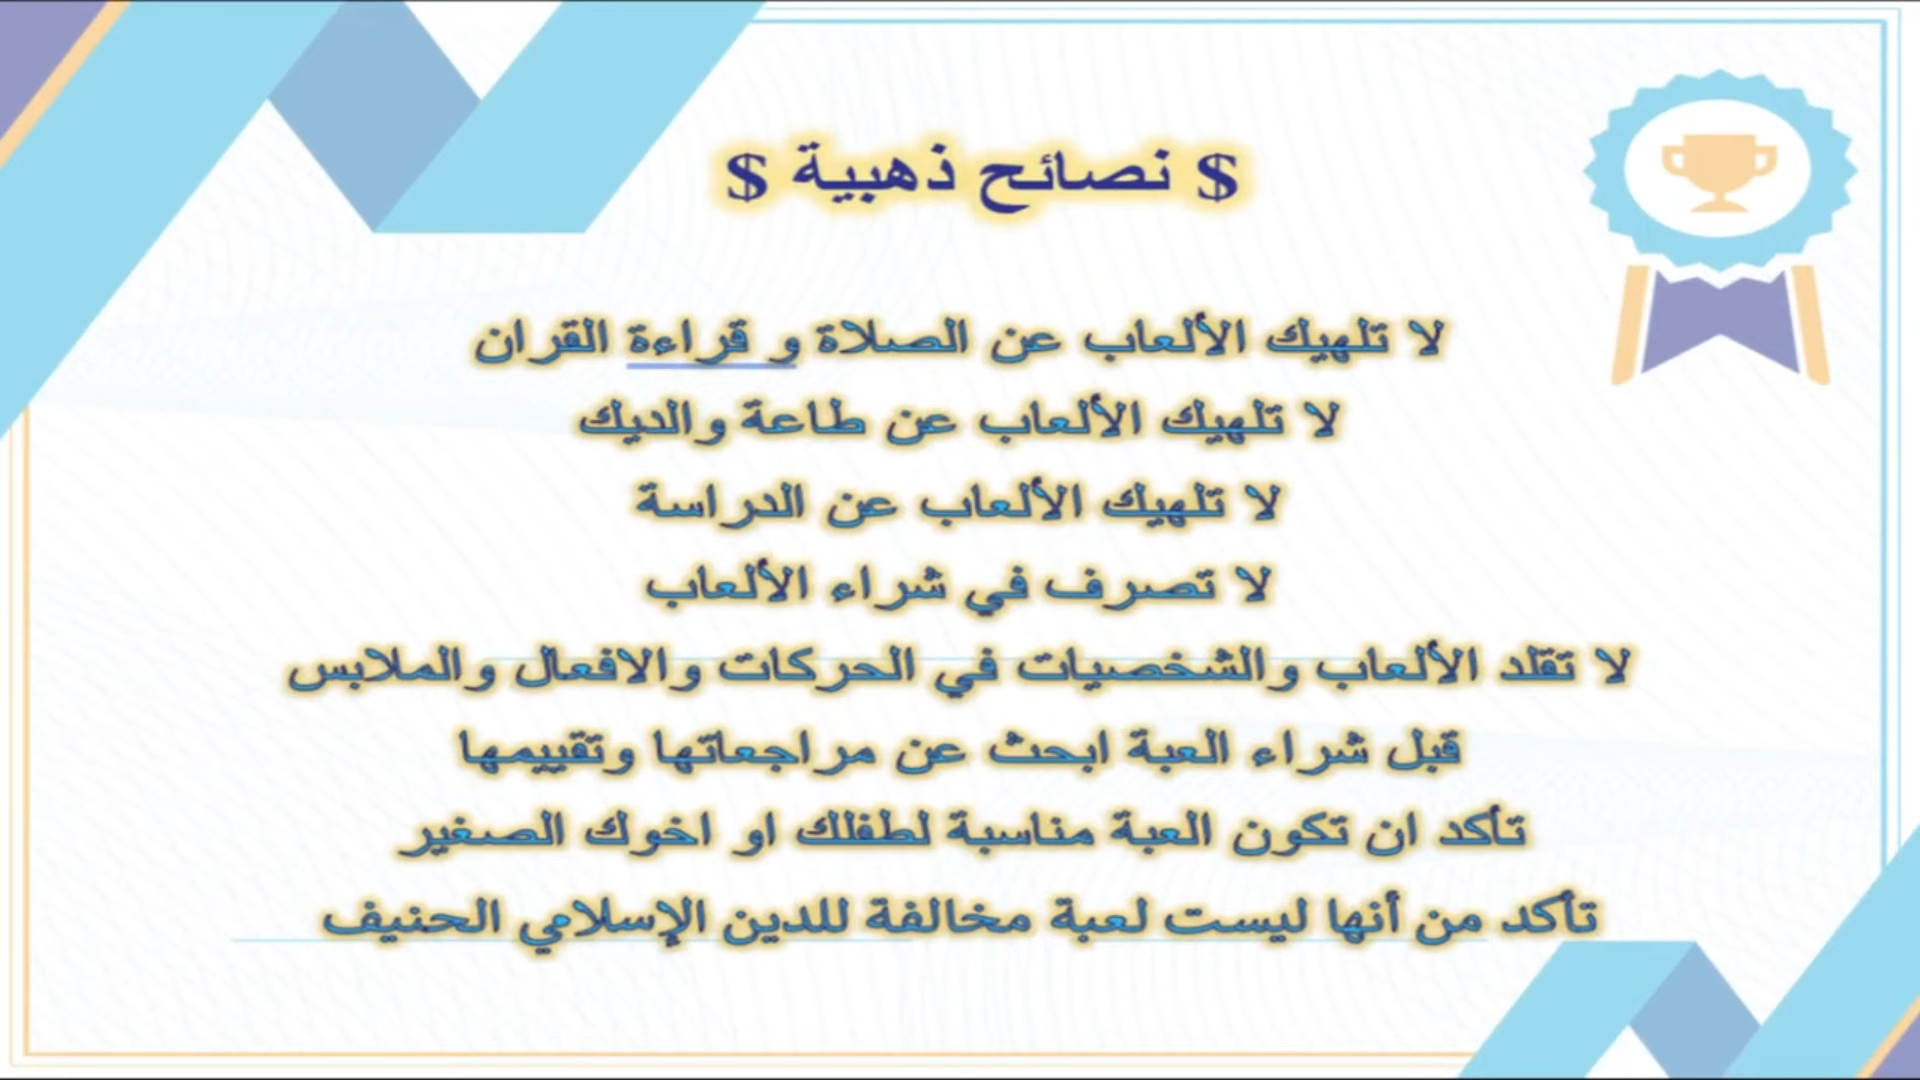 $ نصائح ذهبية $
لا تلهيك الألعاب عن الصلاة و قراءة القران
لا تلهيك الألعاب عن طاعة والديك
لا تلهيك الألعاب عن الدراسة
لا تصرف في شراء الألعاب
لا تقلد الألعاب والشخصيات في الحركات والافعال والملابس
قبل شراء العبة ابحث عن مراجعاتها وتقييمها
تأكد ان تكون العبة مناسبة لطفلك او اخوك الصغير
تأكد من أنها ليست لعبة مخالفة للدين الإسلامي الحنيف